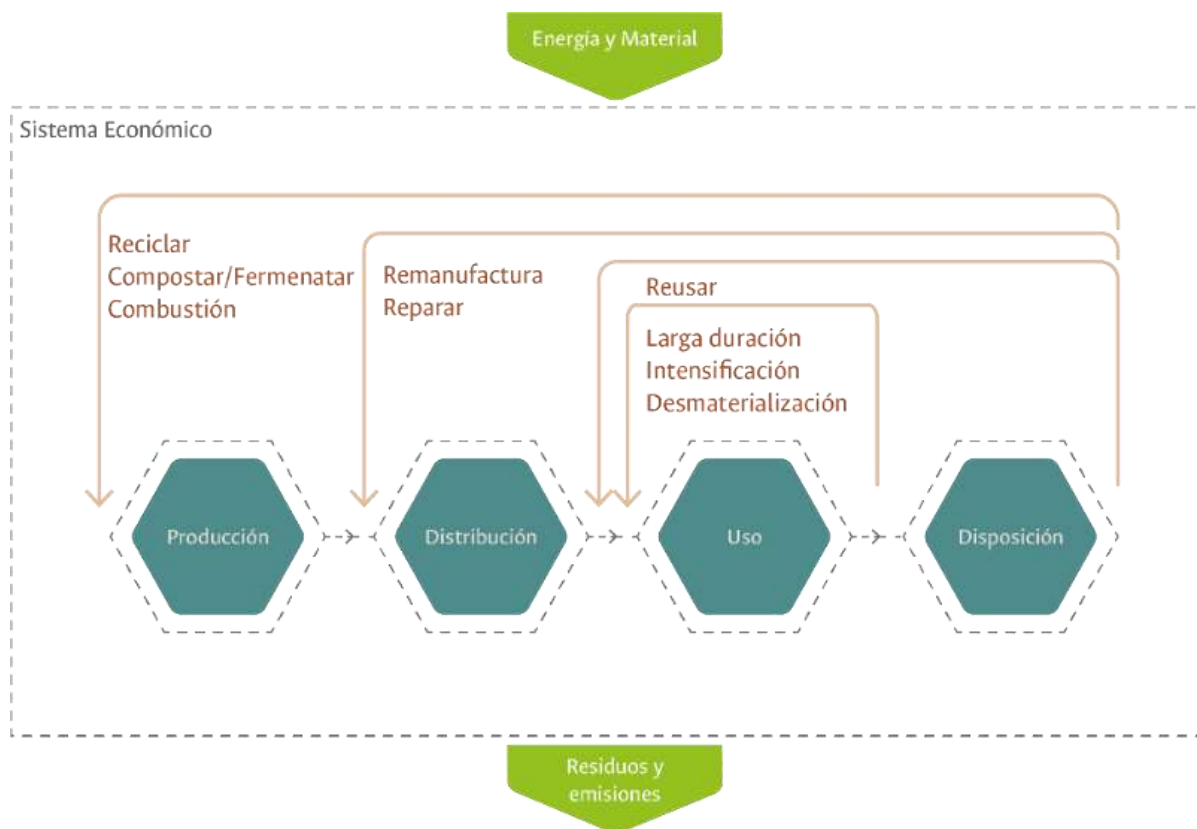 Energía y Material
Sistema Económico
Reciclar
Compostar/Fermenatar
Combustión
Remanufactura
Reparar
Reusar
Larga duración
Intensificación
Desmaterialización
Producción
Distribución
Uso
Disposición
Residuos y
emisiones